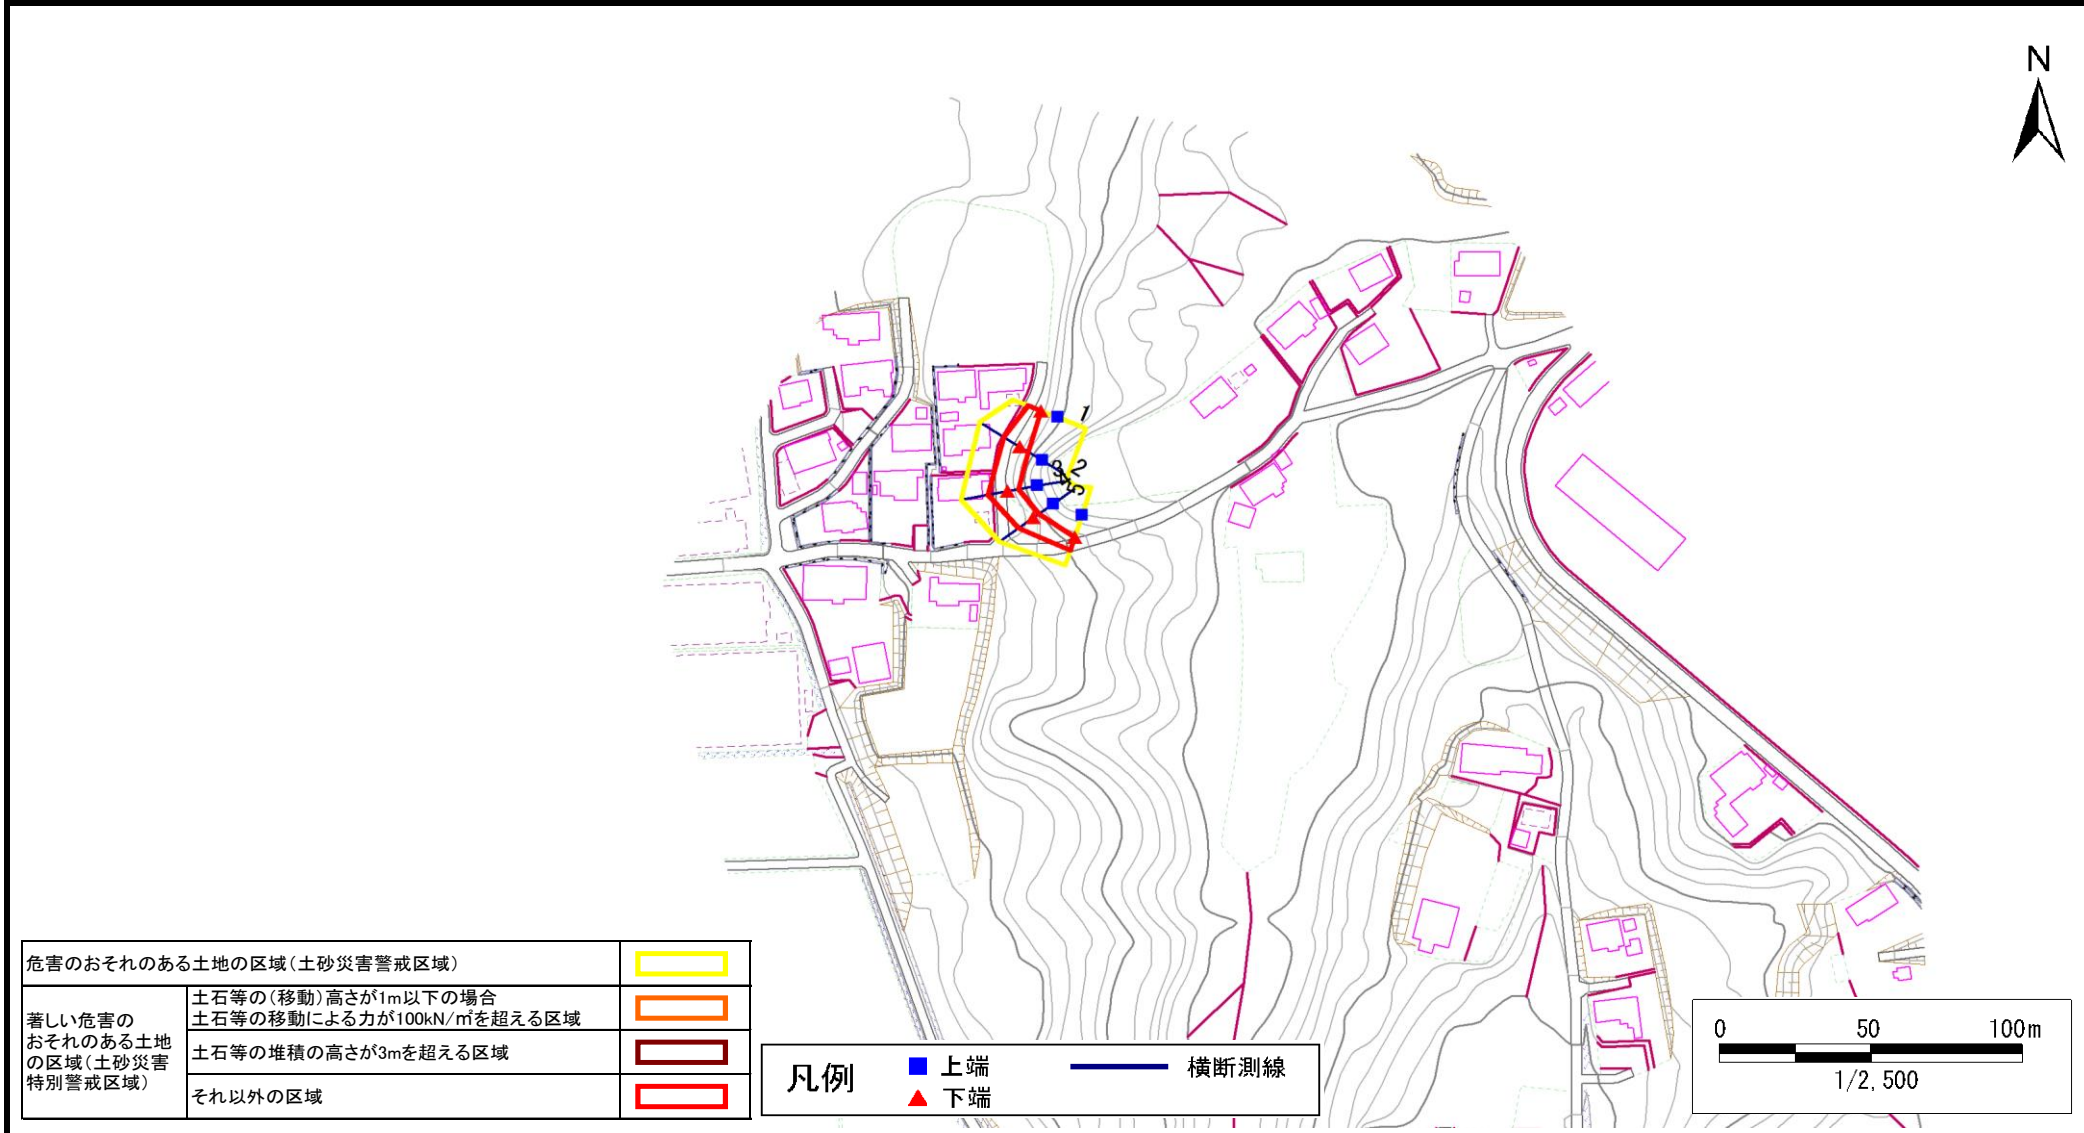 N
1
2
3
4
5
危害のおそれのある土地の区域(土砂災害警戒区域)
著しい危害の
おそれのある土地
の区域(土砂災害
特別警戒区域)
土石等の(移動)高さが1m以下の場合
土石等の移動による力が100kN/㎡を超える区域
土石等の堆積の高さが3mを超える区域
それ以外の区域
凡例
上端
下端
横断測線
0 50 100m
1/2,500